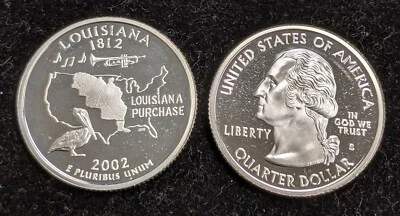 LOUISIANA
1812
LOUISIANA
PURCHASE
2002
E PLURIBUS UNUM
UNITED STATES OF AMERICA
LIBERTY
IN
GOD WE
TRUST
S
QUARTER DOLLAR